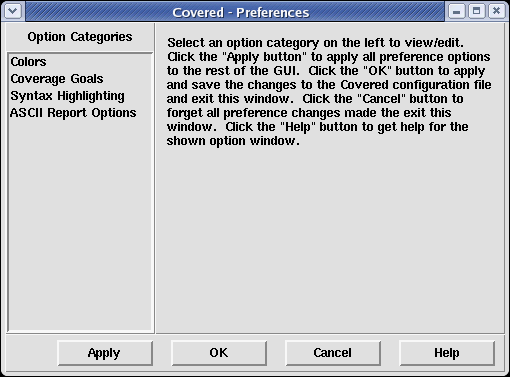 Covered - Preferences
Option Categories
Colors
Coverage Goals
Syntax Highlighting
ASCII Report Options
Select an option category on the left to view/edit.
Click the "Apply button" to apply all preference options
to the rest of the GUI.  Click the "OK" button to apply
and save the changes to the Covered configuration file
and exit this window.  Click the "Cancel" button to
forget all preference changes made the exit this
window.  Click the "Help" button to get help for the
shown option window.
Apply
OK
Cancel
Help